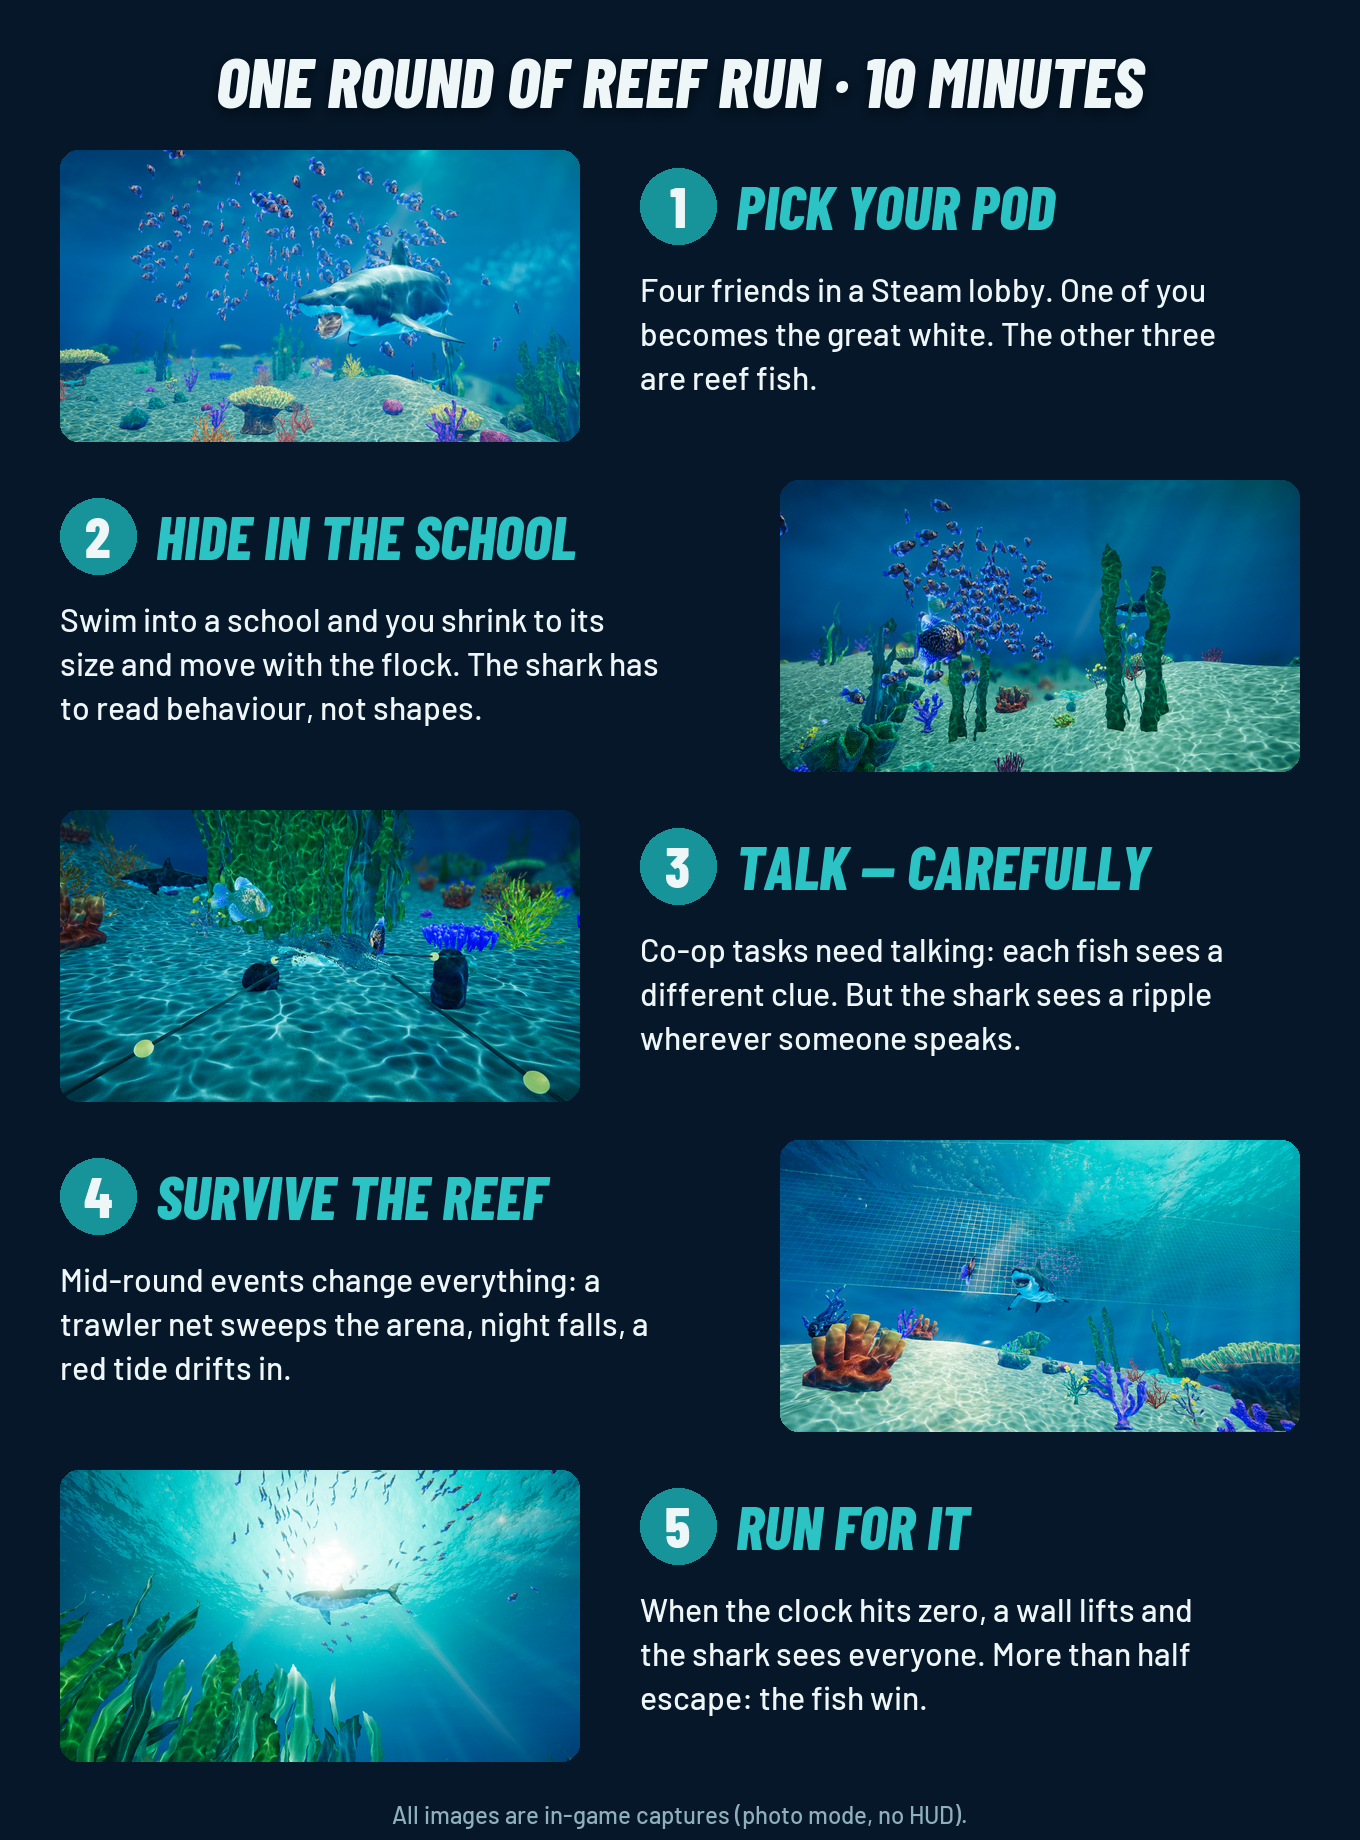 ONE ROUND OF REEF RUN · 10 MINUTES
1 PICK YOUR POD
Four friends in a Steam lobby. One of you
becomes the great white. The other three
are reef fish.
2 HIDE IN THE SCHOOL
Swim into a school and you shrink to its
size and move with the flock. The shark has
to read behaviour, not shapes.
3 TALK – CAREFULLY
Co-op tasks need talking: each fish sees a
different clue. But the shark sees a ripple
wherever someone speaks.
4 SURVIVE THE REEF
Mid-round events change everything: a
trawler net sweeps the arena, night falls, a
red tide drifts in.
5 RUN FOR IT
When the clock hits zero, a wall lifts and
the shark sees everyone. More than half
escape: the fish win.
All images are in-game captures (photo mode, no HUD).